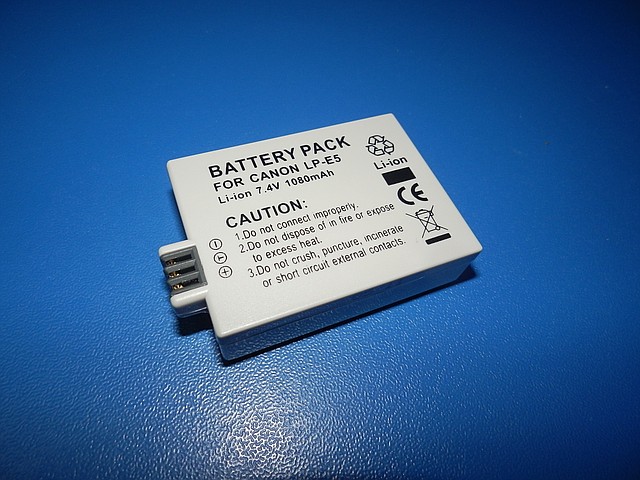 BATTERY PACK
FOR CANON LP-E5
Li-ion 7.4V 1080mAh
Li-ion
CE
CAUTION:
1.Do not connect improperly.
2.Do not dispose of in fire or expose
to excess heat.
3.Do not crush, puncture, incinerate
or short circuit external contacts.